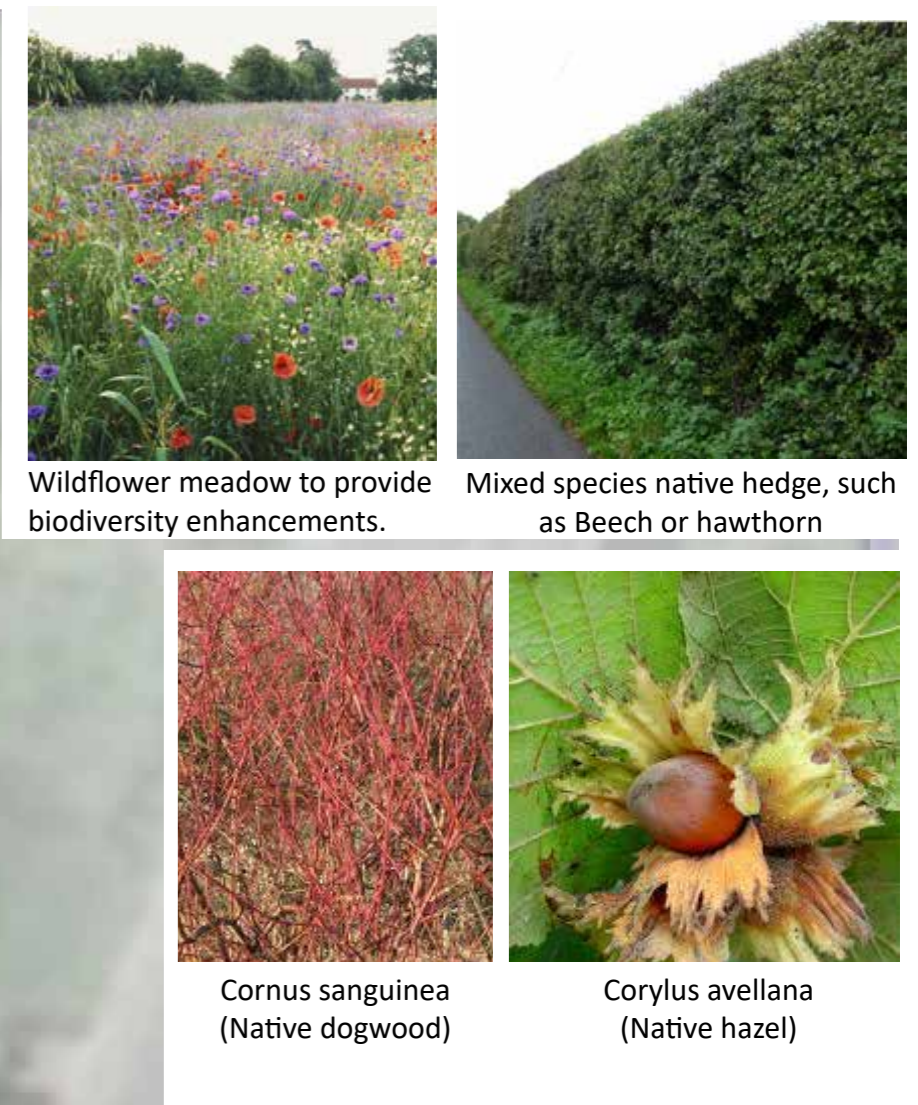 Wildflower meadow to provide
biodiversity enhancements.
Mixed species native hedge, such
as Beech or hawthorn
Cornus sanguinea
(Native dogwood)
Corylus avellana
(Native hazel)